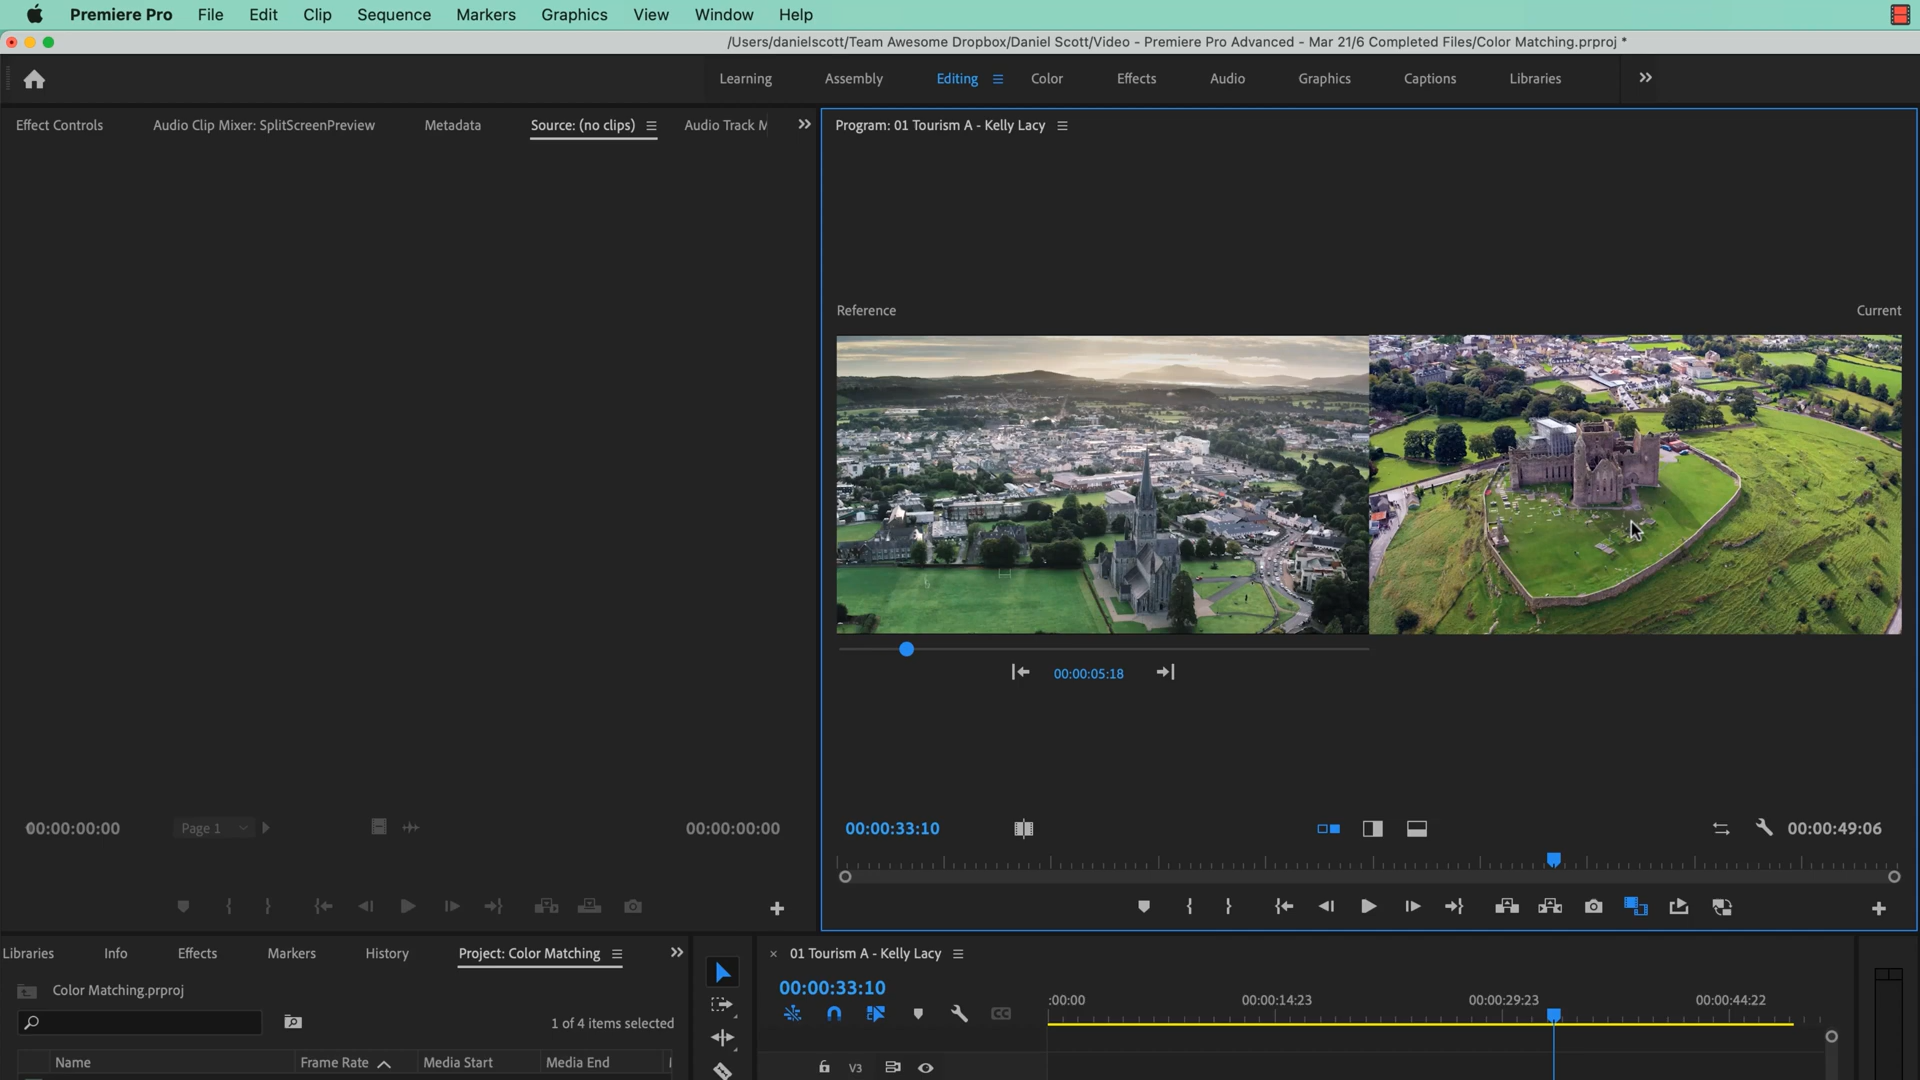 Premiere Pro File Edit Clip Sequence Markers Graphics View Window Help
/Users/danielscott/Team Awesome Dropbox/Daniel Scott/Video - Premiere Pro Advanced - Mar 21/6 Completed Files/Color Matching.prproj *
Learning Assembly Editing Color Effects Audio Graphics Captions Libraries
Effect Controls Audio Clip Mixer: SplitScreenPreview Metadata Source: (no clips) Audio Track M
Program: 01 Tourism A - Kelly Lacy
Reference Current
00:00:05:18
00:00:00:00 Page 1 00:00:00:00
00:00:33:10 00:00:49:06
Libraries Info Effects Markers History Project: Color Matching
01 Tourism A - Kelly Lacy
Color Matching.prproj
00:00:33:10
1 of 4 items selected
:00:00 00:00:14:23 00:00:29:23 00:00:44:22
CC
Name Frame Rate Media Start Media End
V3